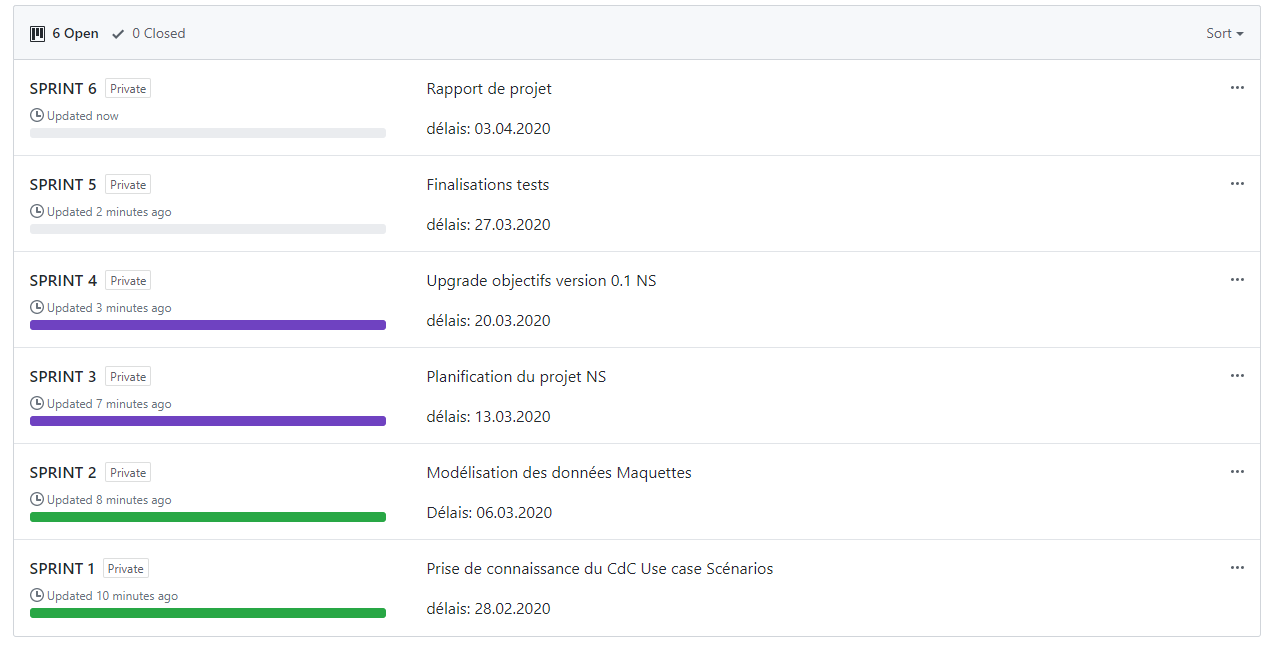 6 Open 0 Closed Sort
SPRINT 6 Private Rapport de projet
Updated now
délais: 03.04.2020
SPRINT 5 Private Finalisations tests
Updated 2 minutes ago
délais: 27.03.2020
SPRINT 4 Private Upgrade objectifs version 0.1 NS
Updated 3 minutes ago
délais: 20.03.2020
SPRINT 3 Private Planification du projet NS
Updated 7 minutes ago
délais: 13.03.2020
SPRINT 2 Private Modélisation des données Maquettes
Updated 8 minutes ago
Délais: 06.03.2020
SPRINT 1 Private Prise de connaissance du CdC Use case Scénarios
Updated 10 minutes ago
délais: 28.02.2020